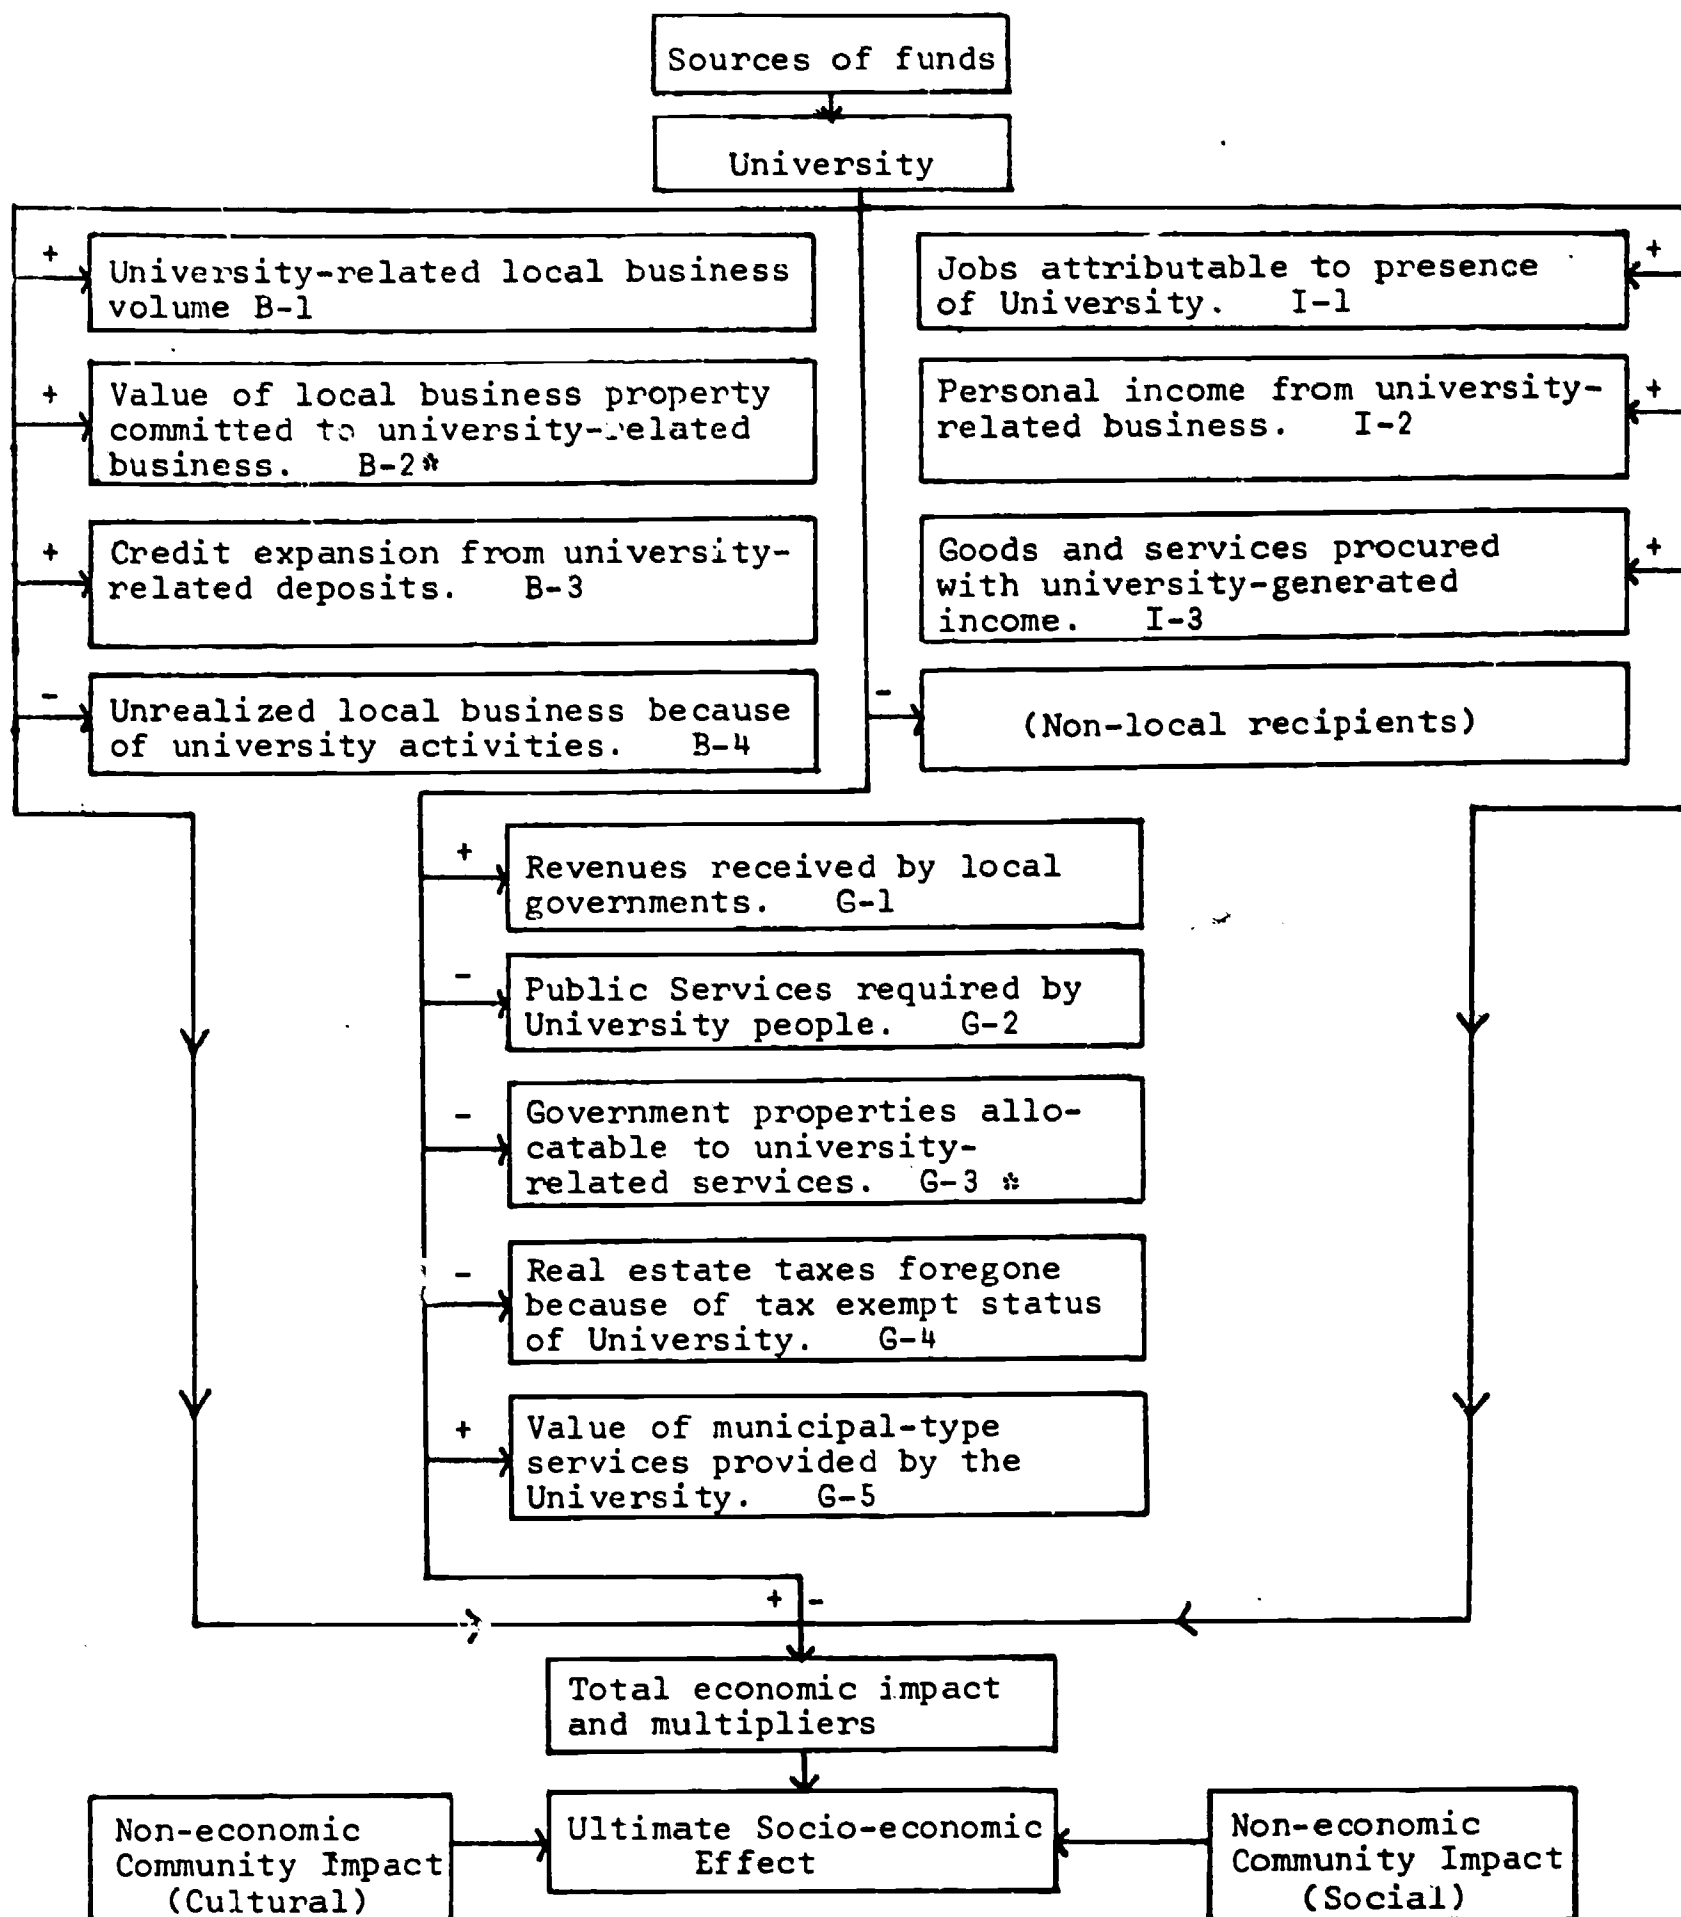 Sources of funds
University
+
University-related local business
volume B-1
+
Value of local business property
committed to university-related
business. B-2*
+
Credit expansion from university-
related deposits. B-3
-
Unrealized local business because
of university activities. B-4
+
Jobs attributable to presence
of University. I-1
+
Personal income from university-
related business. I-2
+
Goods and services procured
with university-generated
income. I-3
-
(Non-local recipients)
+
Revenues received by local
governments. G-1
-
Public Services required by
University people. G-2
-
Government properties allo-
catable to university-
related services. G-3 *
-
Real estate taxes foregone
because of tax exempt status
of University. G-4
+
Value of municipal-type
services provided by the
University. G-5
+ -
Total economic impact
and multipliers
Non-economic
Community Impact
(Cultural)
Ultimate Socio-economic
Effect
Non-economic
Community Impact
(Social)